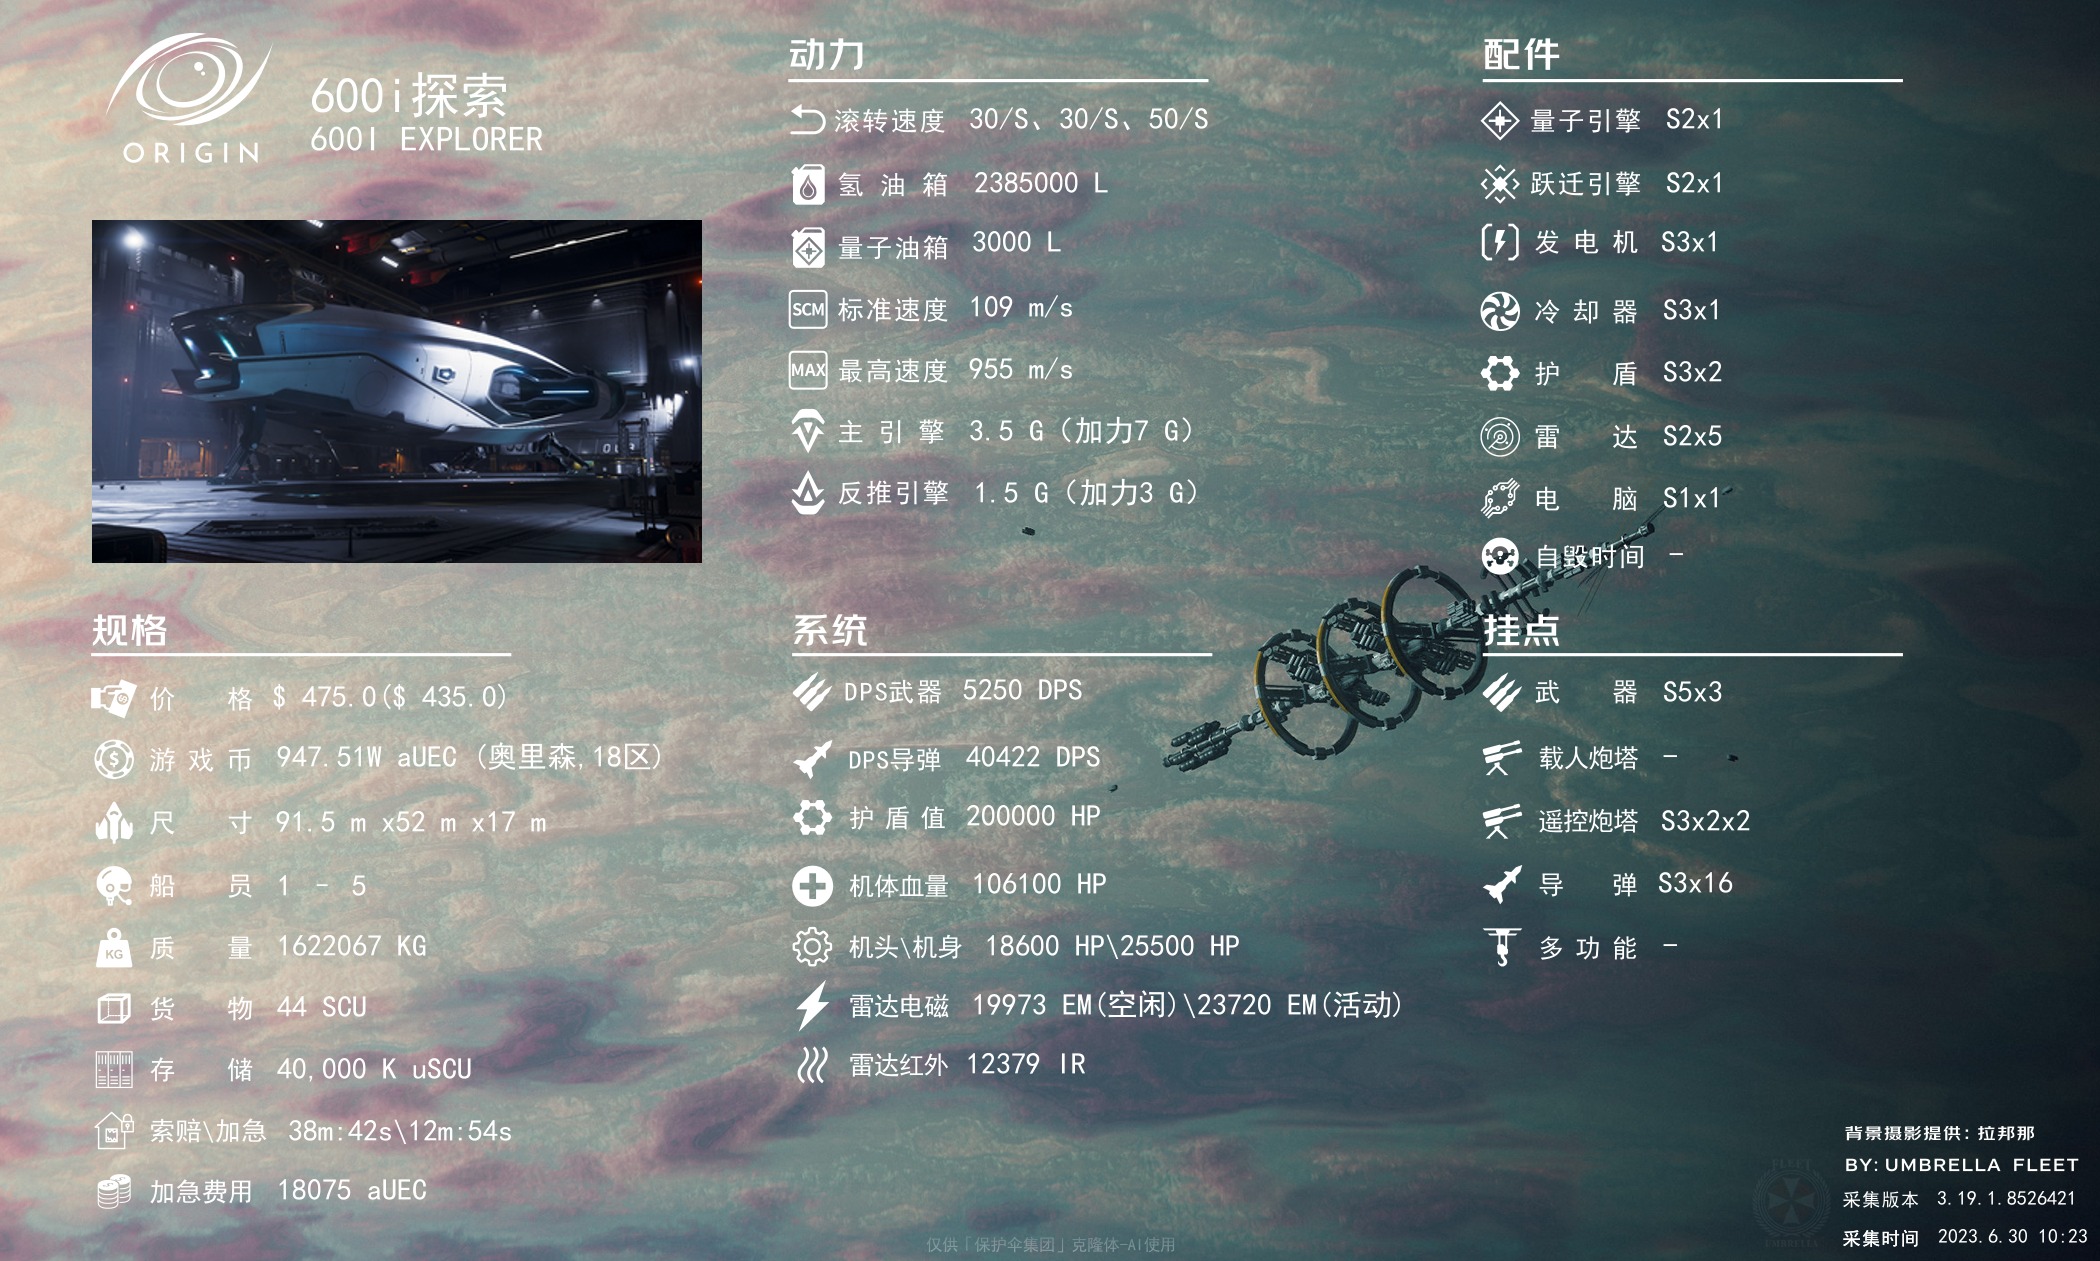 ORIGIN
600i探索
600I EXPLORER
规格
价格 $ 475.0($ 435.0)
游戏币 947.51W aUEC (奥里森,18区)
尺寸 91.5 m x52 m x17 m
船员 1 - 5
KG
质量 1622067 KG
货物 44 SCU
存储 40,000 K uSCU
索赔\加急 38m:42s\12m:54s
加急费用 18075 aUEC
动力
滚转速度 30/S、30/S、50/S
氢油箱 2385000 L
量子油箱 3000 L
SCM 标准速度 109 m/s
MAX 最高速度 955 m/s
主引擎 3.5 G（加力7 G）
反推引擎 1.5 G（加力3 G）
系统
DPS武器 5250 DPS
DPS导弹 40422 DPS
护盾值 200000 HP
机体血量 106100 HP
机头\机身 18600 HP\25500 HP
雷达电磁 19973 EM(空闲)\23720 EM(活动)
雷达红外 12379 IR
配件
量子引擎 S2x1
跃迁引擎 S2x1
发电机 S3x1
冷却器 S3x1
护盾 S3x2
雷达 S2x5
电脑 S1x1
自毁时间 -
挂点
武器 S5x3
载人炮塔 -
遥控炮塔 S3x2x2
导弹 S3x16
多功能 -
背景摄影提供：拉邦那
BY: UMBRELLA FLEET
采集版本 3.19.1.8526421
采集时间 2023.6.30 10:23
FLEET
UMBRELLA
仅供「保护伞集团」克隆体-AI使用